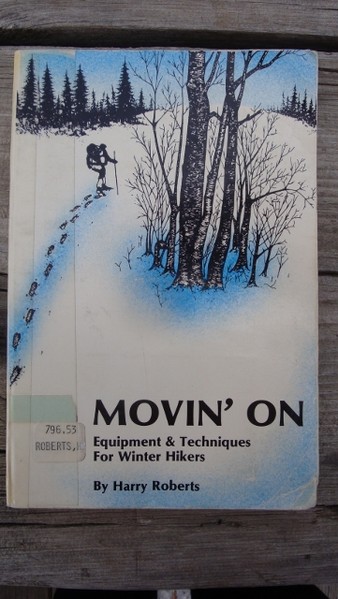 796.53
ROBERTS,H
MOVIN' ON
Equipment & Techniques
For Winter Hikers
By Harry Roberts